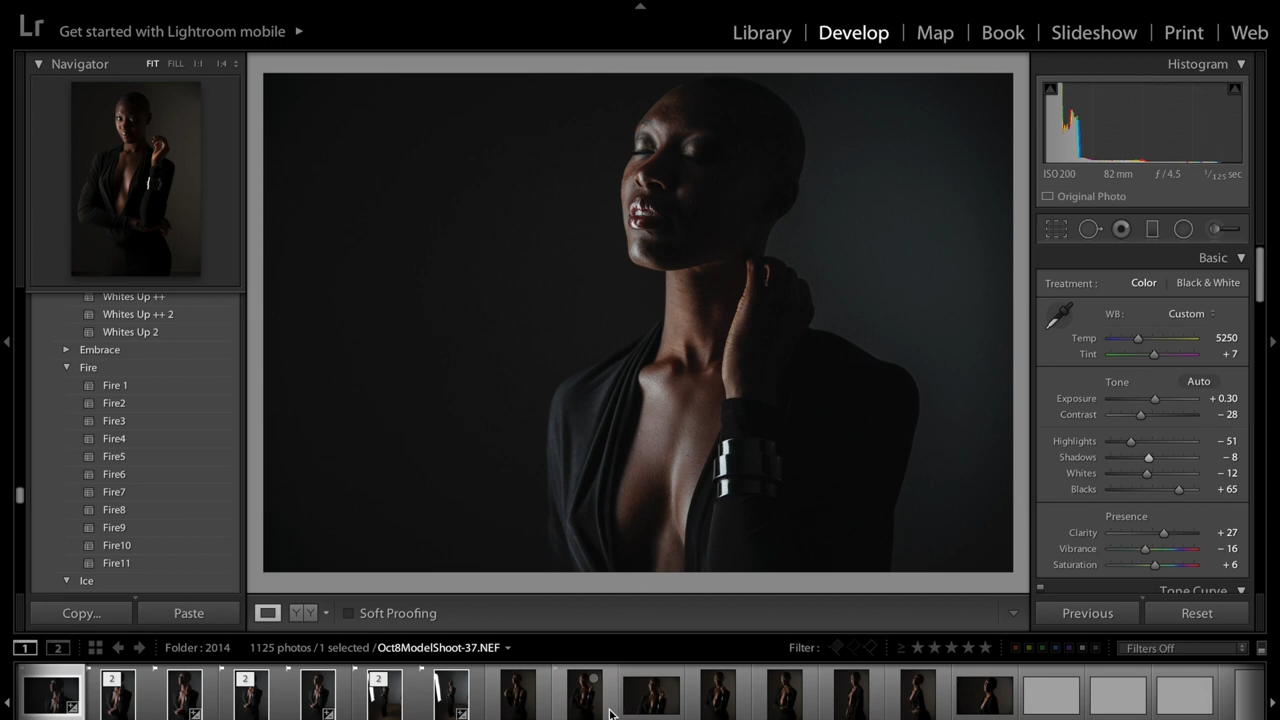 Lr
Get started with Lightroom mobile
Library | Develop | Map | Book | Slideshow | Print | Web
Navigator FIT FILL 1:1 1:4
Whites Up ++
Whites Up ++ 2
Whites Up 2
Embrace
Fire
Fire 1
Fire2
Fire3
Fire4
Fire5
Fire6
Fire7
Fire8
Fire9
Fire10
Fire11
Ice
Copy... Paste
Y Y Soft Proofing
Histogram
ISO 200 82 mm ƒ / 4.5 1/125 sec
Original Photo
Basic
Treatment : Color | Black & White
WB : Custom
Temp 5250
Tint + 7
Tone Auto
Exposure + 0.30
Contrast – 28
Highlights – 51
Shadows – 8
Whites – 12
Blacks + 65
Presence
Clarity + 27
Vibrance – 16
Saturation + 6
Tone Curve
Previous Reset
1 2 Folder : 2014 1125 photos / 1 selected / Oct8ModelShoot-37.NEF Filter : ≥ ★★★★★ Filters Off
2 2 2